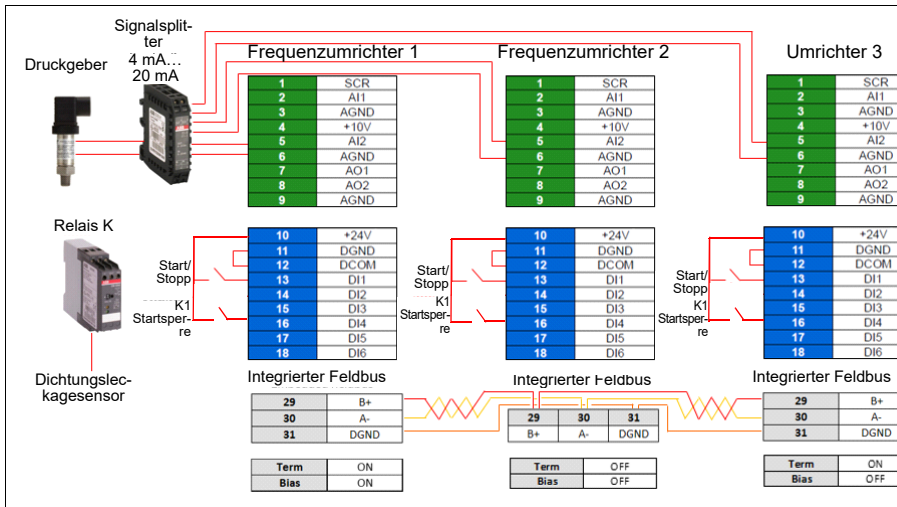 Signalsplit-
ter
4 mA...
20 mA
Druckgeber
Frequenzumrichter 1
1 SCR
2 AI1
3 AGND
4 +10V
5 AI2
6 AGND
7 AO1
8 AO2
9 AGND
Frequenzumrichter 2
1 SCR
2 AI1
3 AGND
4 +10V
5 AI2
6 AGND
7 AO1
8 AO2
9 AGND
Umrichter 3
1 SCR
2 AI1
3 AGND
4 +10V
5 AI2
6 AGND
7 AO1
8 AO2
9 AGND
Relais K
Dichtungslec-
kagesensor
Start/
Stopp
K1
Startsper-
re
10 +24V
11 DGND
12 DCOM
13 DI1
14 DI2
15 DI3
16 DI4
17 DI5
18 DI6
Start/
Stopp
K1
Startsper-
re
10 +24V
11 DGND
12 DCOM
13 DI1
14 DI2
15 DI3
16 DI4
17 DI5
18 DI6
Start/
Stopp
K1
Startsper-
re
10 +24V
11 DGND
12 DCOM
13 DI1
14 DI2
15 DI3
16 DI4
17 DI5
18 DI6
Integrierter Feldbus
29 B+
30 A-
31 DGND
Term ON
Bias ON
Integrierter Feldbus
29 30 31
B+ A- DGND
Term OFF
Bias OFF
Integrierter Feldbus
29 B+
30 A-
31 DGND
Term ON
Bias OFF